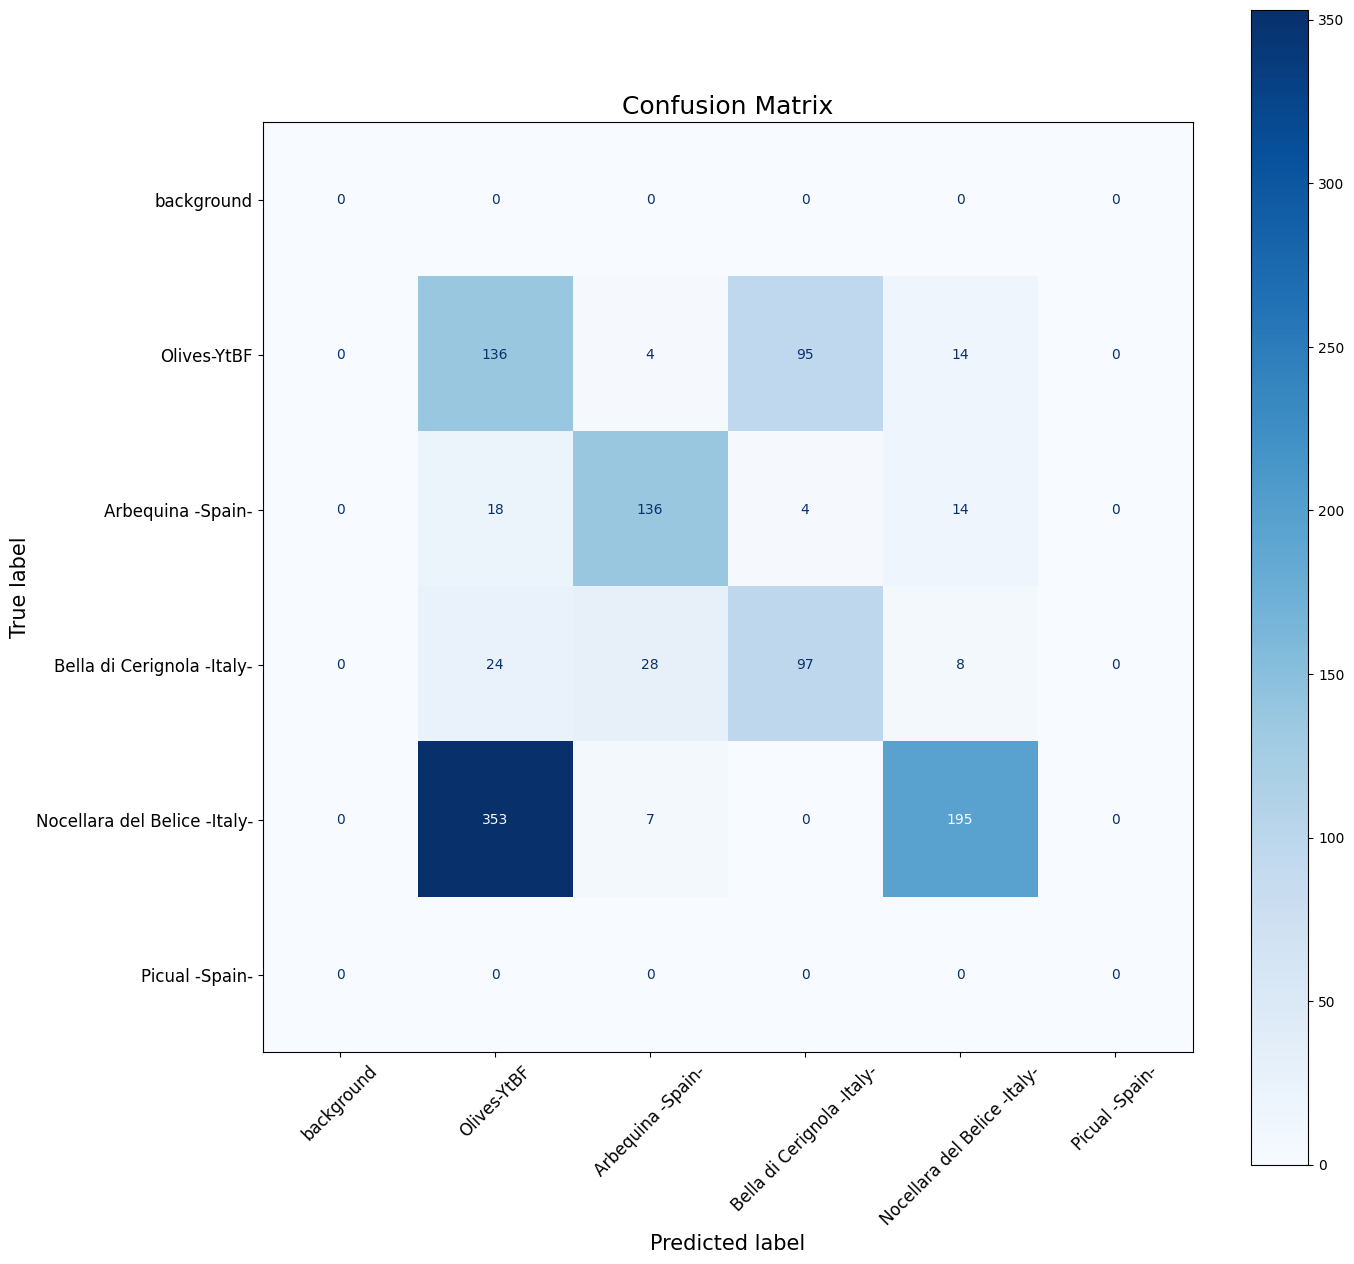 Confusion Matrix
background 0 0 0 0 0 0
Olives-YtBF 0 136 4 95 14 0
Arbequina -Spain- 0 18 136 4 14 0
Bella di Cerignola -Italy- 0 24 28 97 8 0
Nocellara del Belice -Italy- 0 353 7 0 195 0
Picual -Spain- 0 0 0 0 0 0
True label
background
Olives-YtBF
Arbequina -Spain-
Bella di Cerignola -Italy-
Nocellara del Belice -Italy-
Picual -Spain-
Predicted label
350
300
250
200
150
100
50
0